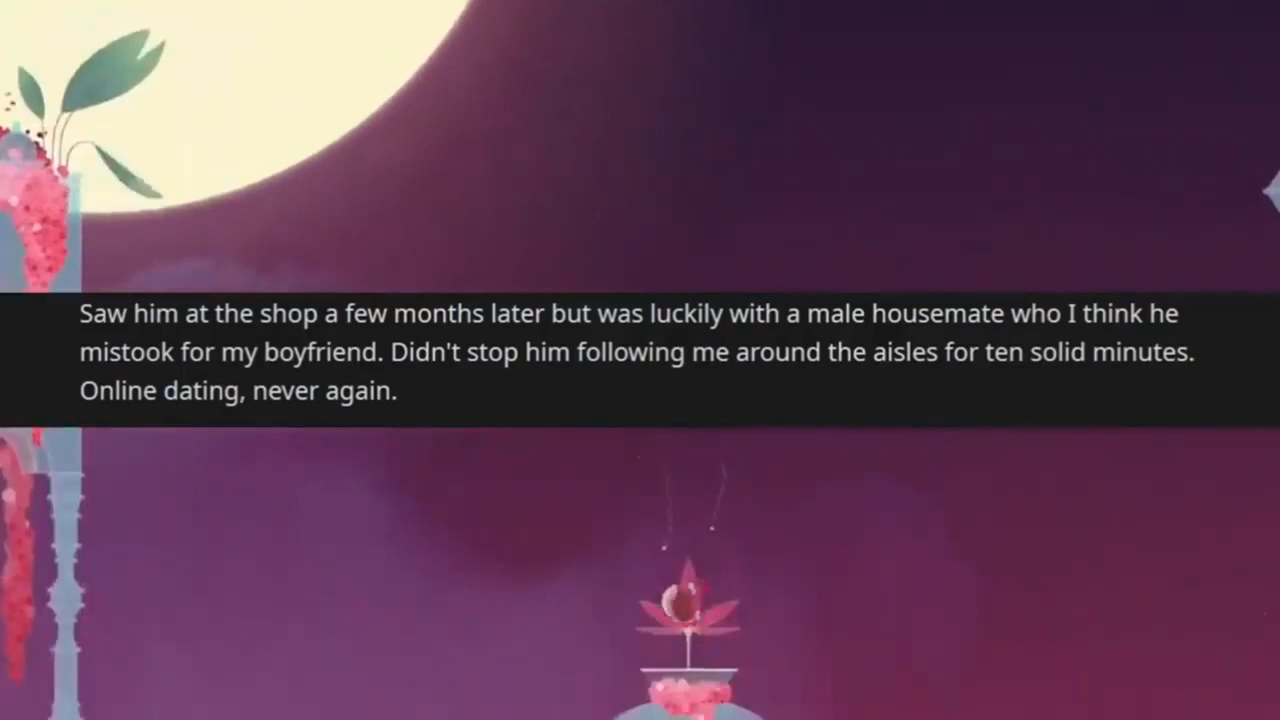 Saw him at the shop a few months later but was luckily with a male housemate who I think he
mistook for my boyfriend. Didn't stop him following me around the aisles for ten solid minutes.
Online dating, never again.